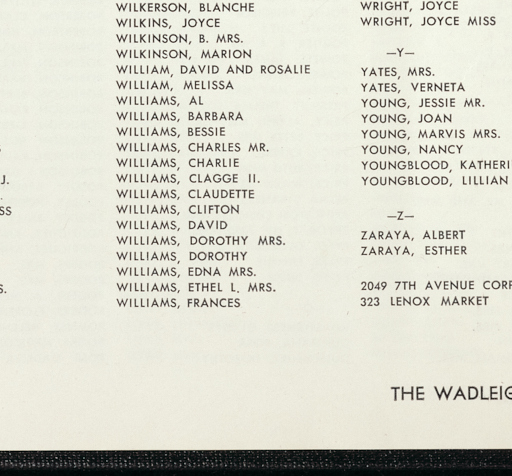 J.
SS
S.
WILKERSON, BLANCHE
WILKINS, JOYCE
WILKINSON, B. MRS.
WILKINSON, MARION
WILLIAM, DAVID AND ROSALIE
WILLIAM, MELISSA
WILLIAMS, AL
WILLIAMS, BARBARA
WILLIAMS, BESSIE
WILLIAMS, CHARLES MR.
WILLIAMS, CHARLIE
WILLIAMS, CLAGGE II.
WILLIAMS, CLAUDETTE
WILLIAMS, CLIFTON
WILLIAMS, DAVID
WILLIAMS, DOROTHY MRS.
WILLIAMS, DOROTHY
WILLIAMS, EDNA MRS.
WILLIAMS, ETHEL L. MRS.
WILLIAMS, FRANCES
WRIGHT, JOYCE
WRIGHT, JOYCE MISS
—Y—
YATES, MRS.
YATES, VERNETA
YOUNG, JESSIE MR.
YOUNG, JOAN
YOUNG, MARVIS MRS.
YOUNG, NANCY
YOUNGBLOOD, KATHERI
YOUNGBLOOD, LILLIAN
—Z—
ZARAYA, ALBERT
ZARAYA, ESTHER
2049 7TH AVENUE CORP
323 LENOX MARKET
THE WADLEIG